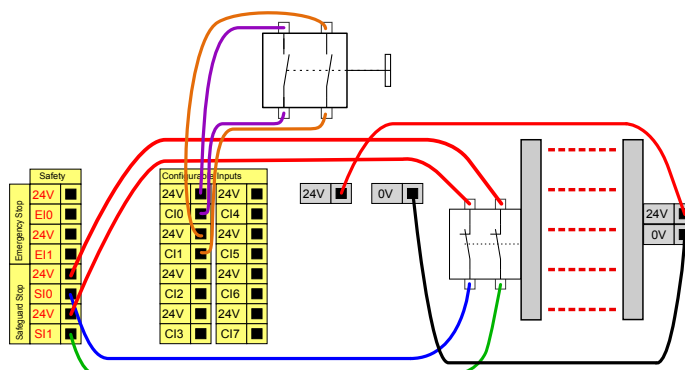 Safety
Emergency Stop
24V
EI0
24V
EI1
Safeguard Stop
24V
SI0
24V
SI1
Configurable Inputs
24V 24V
CI0 CI4
24V 24V
CI1 CI5
24V 24V
CI2 CI6
24V 24V
CI3 CI7
24V
0V
24V
0V